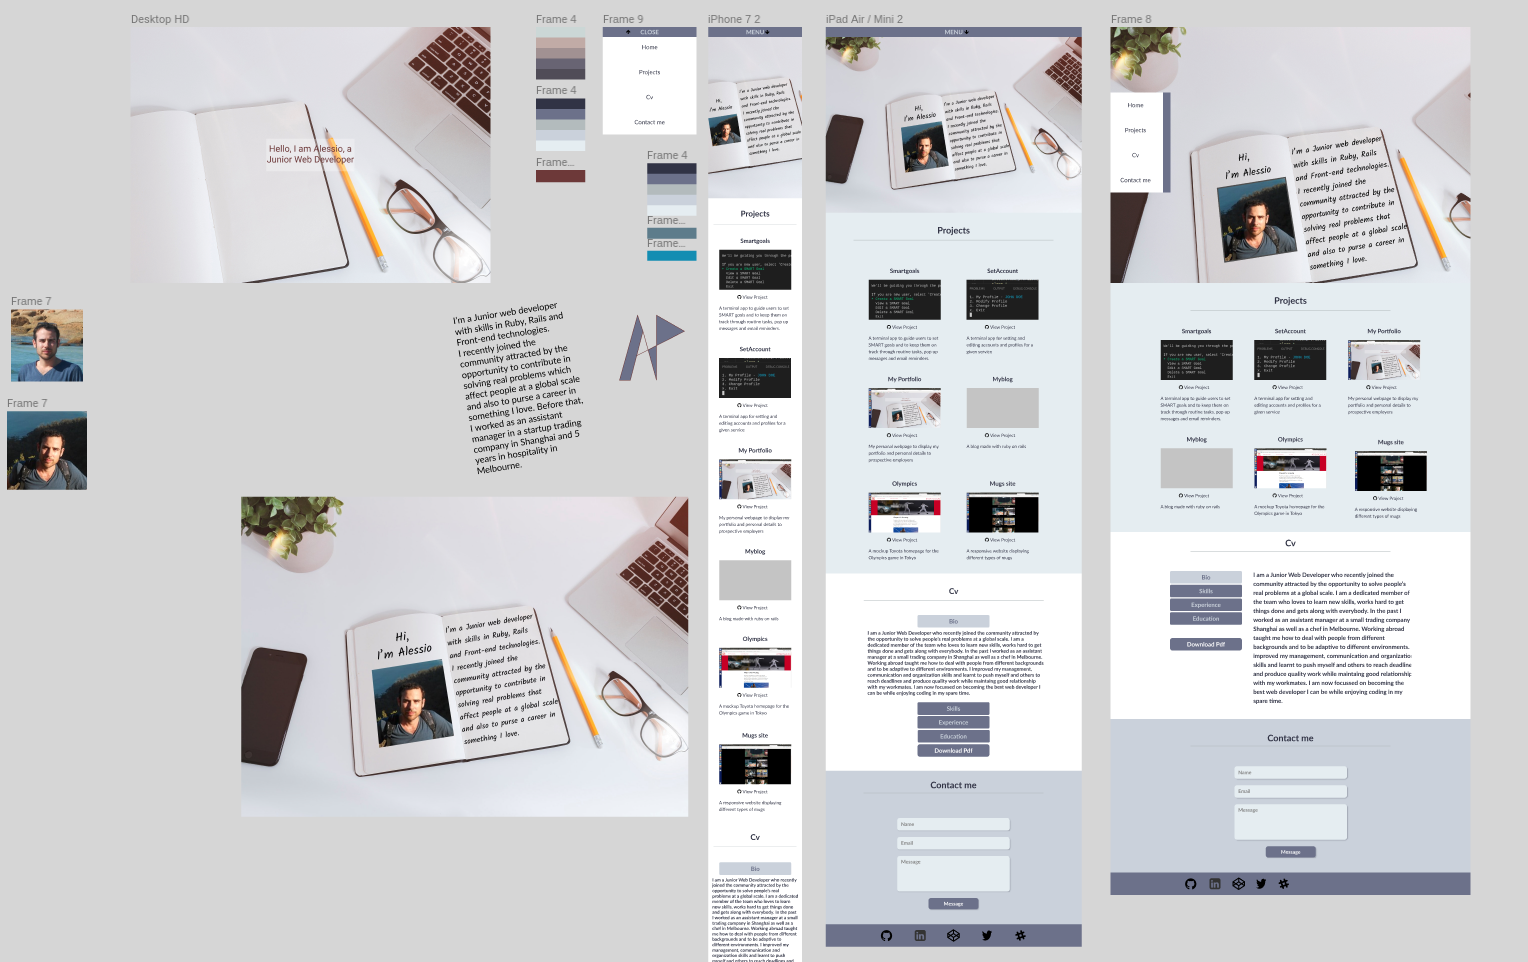 Desktop HD
Hello, I am Alessio, a
Junior Web Developer
Frame 7
Frame 7
I'm a Junior web developer
with skills in Ruby, Rails and
Front-end technologies.
I recently joined the
community attracted by the
opportunity to contribute in
solving real problems which
affect people at a global scale
and also to purse a career in
something I love. Before that,
I worked as an assistant
manager in a startup trading
company in Shanghai and 5
years in hospitality in
Melbourne.
Hi,
I'm Alessio
I'm a Junior web developer
with skills in Ruby, Rails
and Front-end technologies.
I recently joined the
community attracted by the
opportunity to contribute in
solving real problems that
affect people at a global scale
and also to purse a career in
something I love.
Frame 4
Frame 4
Frame...
Frame 9
CLOSE
Home
Projects
Cv
Contact me
Frame 4
Frame...
Frame...
iPhone 7 2
MENU
Hi,
I'm Alessio
I'm a Junior web developer
with skills in Ruby, Rails
and Front-end technologies.
I recently joined the
community attracted by the
opportunity to contribute in
solving real problems that
affect people at a global scale
and also to purse a career in
something I love.
Projects
Smartgoals
View Project
A terminal app to guide users to set
SMART goals and to keep them on
track through routine tasks, pop up
messages and email reminders.
SetAccount
View Project
A terminal app for setting and
editing accounts and profiles for a
given service
My Portfolio
View Project
My personal webpage to display my
portfolio and personal details to
prospective employers
Myblog
View Project
A blog made with ruby on rails
Olympics
View Project
A mockup Toyota homepage for the
Olympics game in Tokyo
Mugs site
View Project
A responsive website displaying
different types of mugs
Cv
Bio
I am a Junior Web Developer who recently
joined the community attracted by the
opportunity to solve people's real
problems at a global scale. I am a dedicated
member of the team who loves to learn
new skills, works hard to get things done
and gets along with everybody. In the past
I worked as an assistant manager at a small
trading company in Shanghai as well as a
chef in Melbourne. Working abroad taught
me how to deal with people from different
backgrounds and to be adaptive to
different environments. I improved my
management, communication and
organization skills and learnt to push
myself and others to reach deadlines and
iPad Air / Mini 2
MENU
Hi,
I'm Alessio
I'm a Junior web developer
with skills in Ruby, Rails
and Front-end technologies.
I recently joined the
community attracted by the
opportunity to contribute in
solving real problems that
affect people at a global scale
and also to purse a career in
something I love.
Projects
Smartgoals
View Project
A terminal app to guide users to set
SMART goals and to keep them on
track through routine tasks, pop up
messages and email reminders.
SetAccount
View Project
A terminal app for setting and
editing accounts and profiles for a
given service
My Portfolio
View Project
My personal webpage to display my
portfolio and personal details to
prospective employers
Myblog
View Project
A blog made with ruby on rails
Olympics
View Project
A mockup Toyota homepage for the
Olympics game in Tokyo
Mugs site
View Project
A responsive website displaying
different types of mugs
Cv
Bio
I am a Junior Web Developer who recently joined the community attracted by
the opportunity to solve people's real problems at a global scale. I am a
dedicated member of the team who loves to learn new skills, works hard to get
things done and gets along with everybody. In the past I worked as an assistant
manager at a small trading company in Shanghai as well as a chef in Melbourne.
Working abroad taught me how to deal with people from different backgrounds
and to be adaptive to different environments. I improved my management,
communication and organization skills and learnt to push myself and others to
reach deadlines and produce quality work while maintaing good relationship
with my workmates. I am now focussed on becoming the best web developer I
can be while enjoying coding in my spare time.
Skills
Experience
Education
Download Pdf
Contact me
Name
Email
Message
Message
Frame 8
Home
Projects
Cv
Contact me
Hi,
I'm Alessio
I'm a Junior web developer
with skills in Ruby, Rails
and Front-end technologies.
I recently joined the
community attracted by the
opportunity to contribute in
solving real problems that
affect people at a global scale
and also to purse a career in
something I love.
Projects
Smartgoals
View Project
A terminal app to guide users to set
SMART goals and to keep them on
track through routine tasks, pop up
messages and email reminders.
SetAccount
View Project
A terminal app for setting and
editing accounts and profiles for a
given service
My Portfolio
View Project
My personal webpage to display my
portfolio and personal details to
prospective employers
Myblog
View Project
A blog made with ruby on rails
Olympics
View Project
A mockup Toyota homepage for the
Olympics game in Tokyo
Mugs site
View Project
A responsive website displaying
different types of mugs
Cv
Bio
Skills
Experience
Education
Download Pdf
I am a Junior Web Developer who recently joined the
community attracted by the opportunity to solve people's
real problems at a global scale. I am a dedicated member of
the team who loves to learn new skills, works hard to get
things done and gets along with everybody. In the past I
worked as an assistant manager at a small trading company
Shanghai as well as a chef in Melbourne. Working abroad
taught me how to deal with people from different
backgrounds and to be adaptive to different environments.
improved my management, communication and organizatio
skills and learnt to push myself and others to reach deadline
and produce quality work while maintaing good relationship
with my workmates. I am now focussed on becoming the
best web developer I can be while enjoying coding in my
spare time.
Contact me
Name
Email
Message
Message